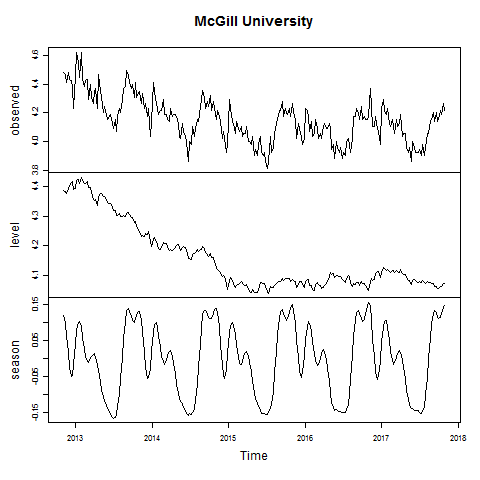 McGill University
observed
3.8 4.0 4.2 4.4 4.6
level
4.1 4.2 4.3 4.4
season
-0.15 -0.05 0.05 0.15
2013 2014 2015 2016 2017 2018
Time